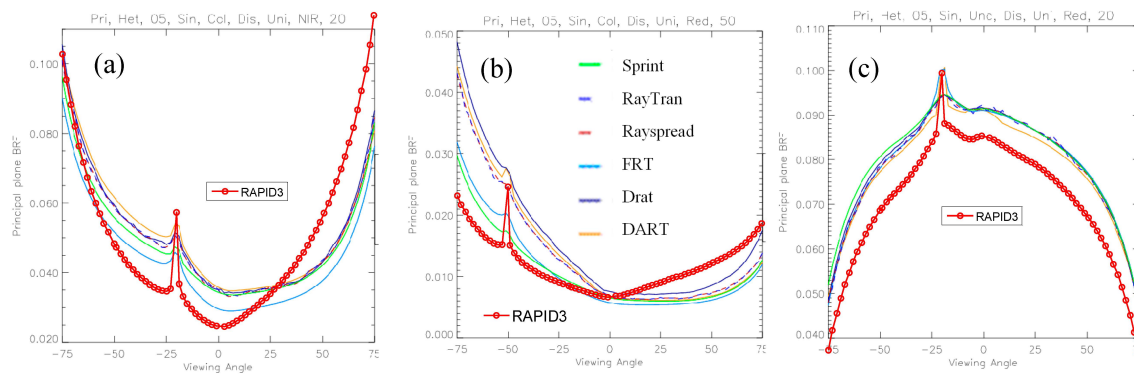 Pri, Het, 05, Sin, Col, Dis, Uni, NIR, 20
(a)
Principal plane BRF
0.100
0.080
0.060
0.040
0.020
RAPID3
−75 −50 −25 0 25 50 75
Viewing Angle
Pri, Het, 05, Sin, Col, Dis, Uni, Red, 50
(b)
Principal plane BRF
0.050
0.040
0.030
0.020
0.010
0.000
Sprint
RayTran
Rayspread
FRT
Drat
DART
RAPID3
−75 −50 −25 0 25 50 75
Viewing Angle
Pri, Het, 05, Sin, Unc, Dis, Uni, Red, 20
(c)
Principal plane BRF
0.110
0.100
0.090
0.080
0.070
0.060
0.050
0.040
RAPID3
−75 −50 −25 0 25 50 75
Viewing Angle